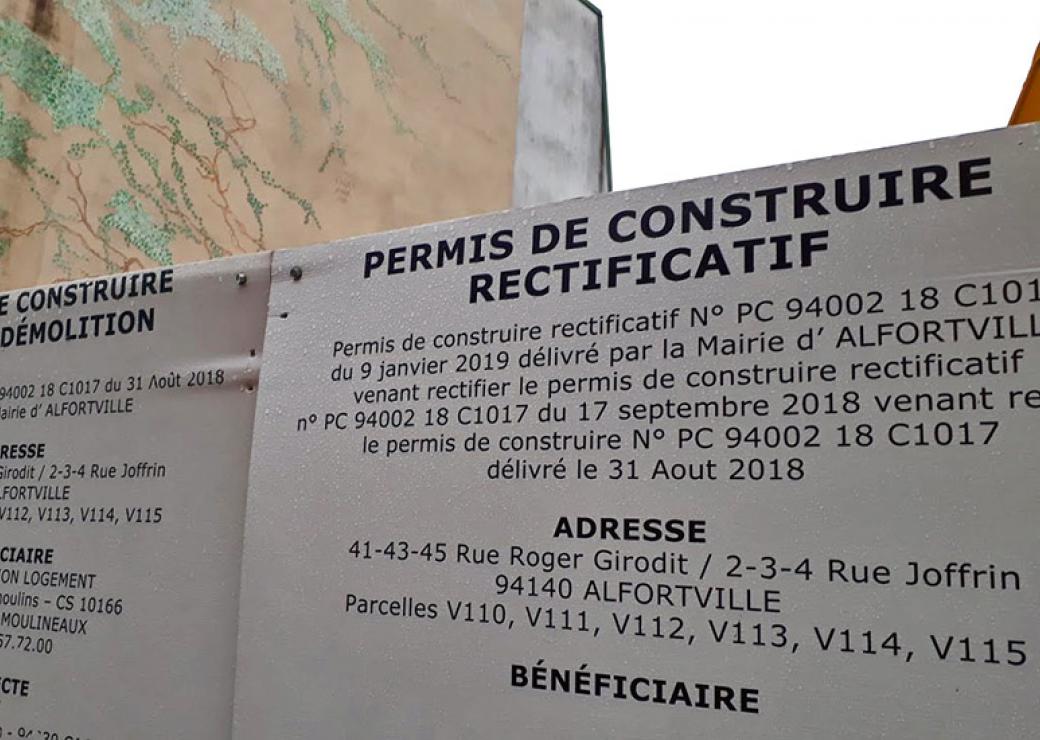 E CONSTRUIRE
DÉMOLITION
94002 18 C1017 du 31 Août 2018
Mairie d' ALFORTVILLE
RESSE
Girodit / 2-3-4 Rue Joffrin
LFORTVILLE
V112, V113, V114, V115
CIAIRE
ON LOGEMENT
moulins – CS 10166
MOULINEAUX
57.72.00
CTE
PERMIS DE CONSTRUIRE
RECTIFICATIF
Permis de construire rectificatif N° PC 94002 18 C101
du 9 janvier 2019 délivré par la Mairie d' ALFORTVILL
venant rectifier le permis de construire rectificatif
n° PC 94002 18 C1017 du 17 septembre 2018 venant re
le permis de construire N° PC 94002 18 C1017
délivré le 31 Aout 2018
ADRESSE
41-43-45 Rue Roger Girodit / 2-3-4 Rue Joffrin
94140 ALFORTVILLE
Parcelles V110, V111, V112, V113, V114, V115
BÉNÉFICIAIRE